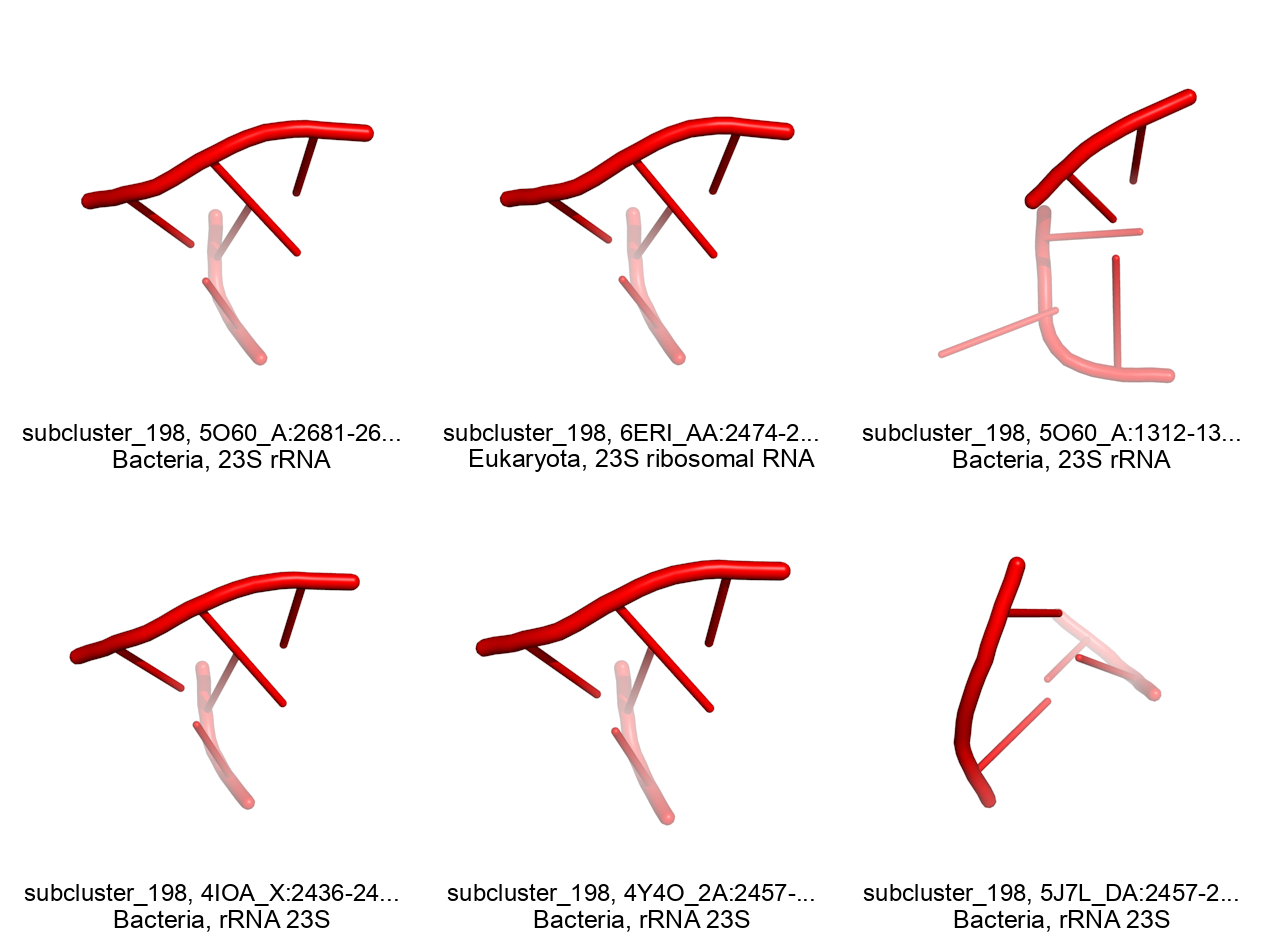 subcluster_198, 5O60_A:2681-26...
Bacteria, 23S rRNA
subcluster_198, 6ERI_AA:2474-2...
Eukaryota, 23S ribosomal RNA
subcluster_198, 5O60_A:1312-13...
Bacteria, 23S rRNA
subcluster_198, 4IOA_X:2436-24...
Bacteria, rRNA 23S
subcluster_198, 4Y4O_2A:2457-...
Bacteria, rRNA 23S
subcluster_198, 5J7L_DA:2457-2...
Bacteria, rRNA 23S